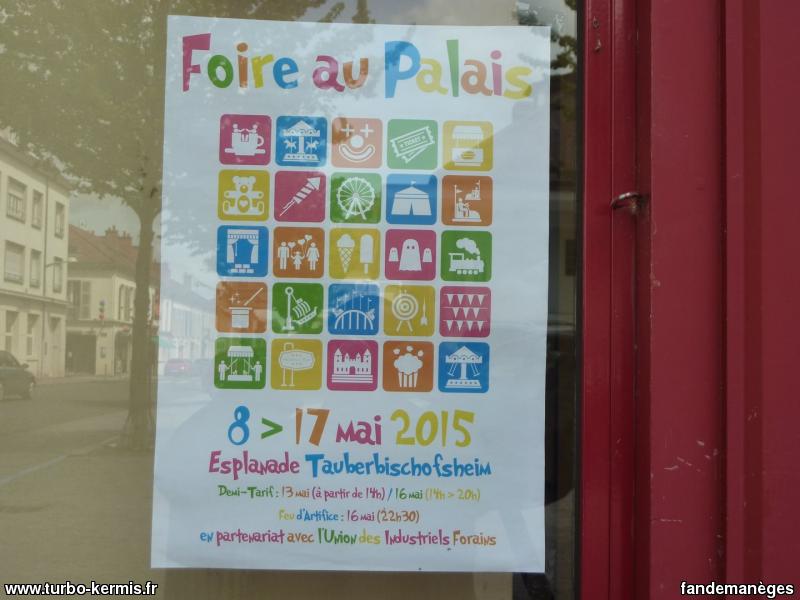 Foire au Palais
TICKET
8 > 17 mai 2015
Esplanade Tauberbischofsheim
Demi-Tarif : 13 mai (à partir de 14h) / 16 mai (14h > 20h)
Feu d'Artifice : 16 mai (22h30)
en partenariat avec l'Union des Industriels Forains
www.turbo-kermis.fr
fandemanèges